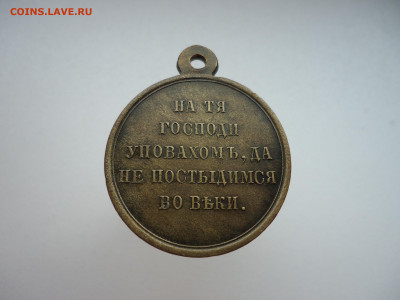 COINS.LAVE.RU
НА ТЯ
ГОСПОДИ
УПОВАХОМЪ. ДА
НЕ ПОСТЫДИМСЯ
ВО ВѢКИ.